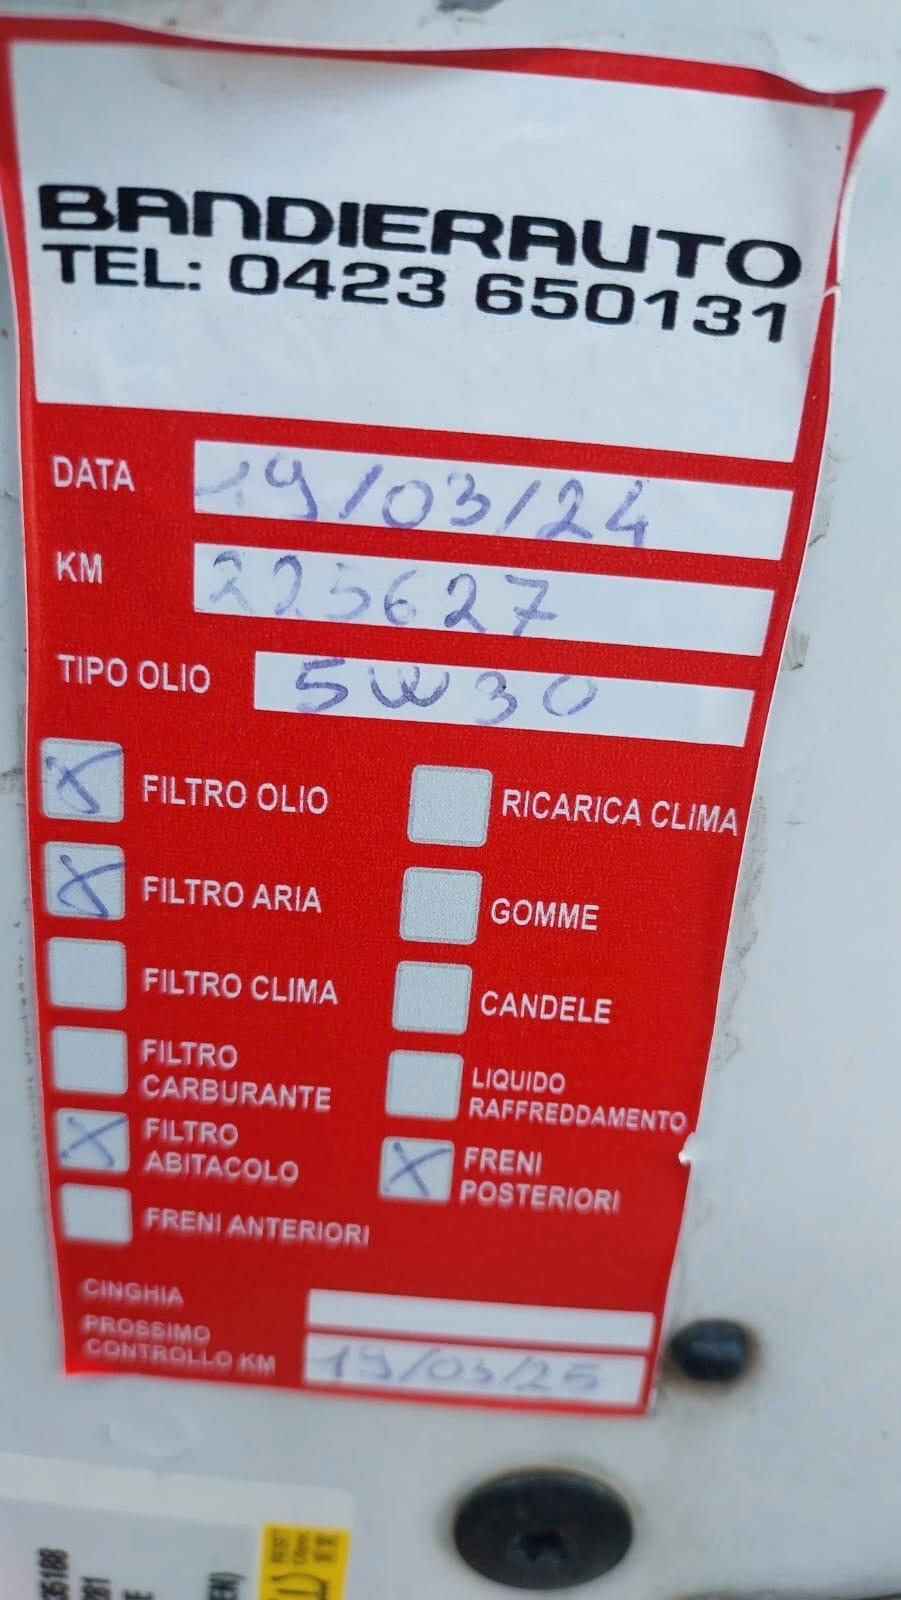 BANDIERAUTO
TEL: 0423 650131
DATA 19/03/24
KM 225627
TIPO OLIO 5W30
FILTRO OLIO
RICARICA CLIMA
FILTRO ARIA
GOMME
FILTRO CLIMA
CANDELE
FILTRO
CARBURANTE
LIQUIDO
RAFFREDDAMENTO
FILTRO
ABITACOLO
FRENI
POSTERIORI
FRENI ANTERIORI
CINGHIA
PROSSIMO
CONTROLLO KM 19/03/25